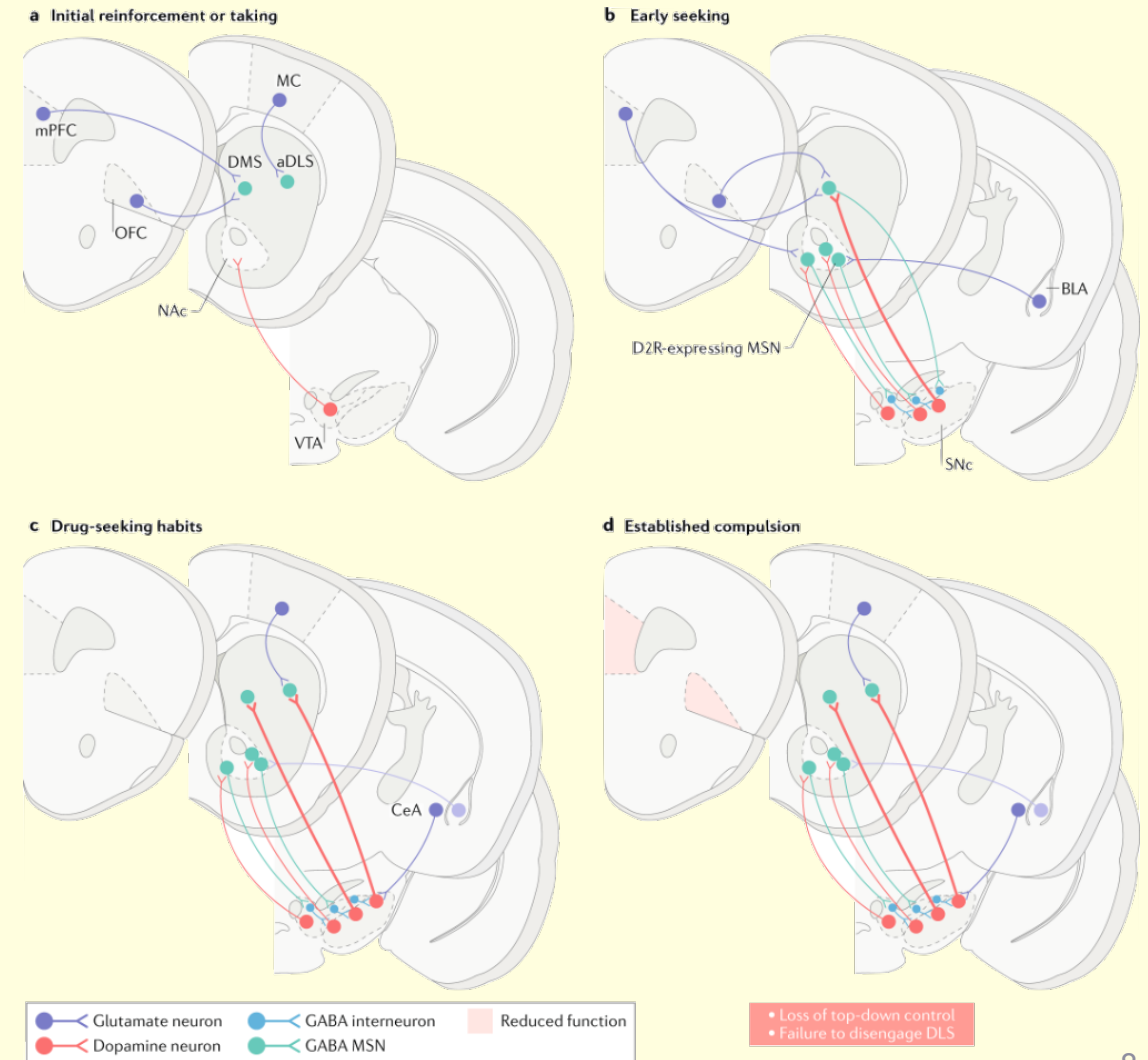 a Initial reinforcement or taking
MC
mPFC
DMS aDLS
OFC
NAc
VTA
b Early seeking
BLA
D2R-expressing MSN
SNc
c Drug-seeking habits
CeA
d Established compulsion
Glutamate neuron
GABA interneuron
Reduced function
Dopamine neuron
GABA MSN
• Loss of top-down control
• Failure to disengage DLS